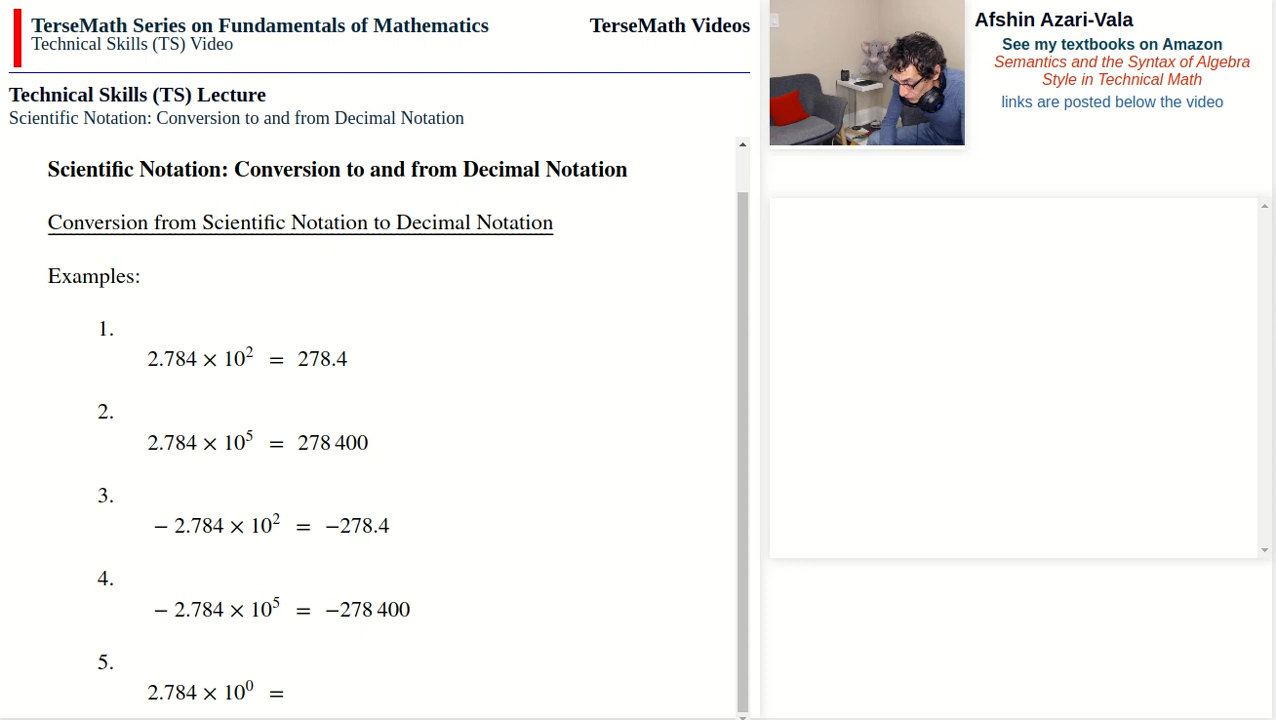 TerseMath Series on Fundamentals of Mathematics
Technical Skills (TS) Video
TerseMath Videos
Technical Skills (TS) Lecture
Scientific Notation: Conversion to and from Decimal Notation
Scientific Notation: Conversion to and from Decimal Notation
Conversion from Scientific Notation to Decimal Notation
Examples:
1.
2.784 × 10² = 278.4
2.
2.784 × 10⁵ = 278 400
3.
− 2.784 × 10² = −278.4
4.
− 2.784 × 10⁵ = −278 400
5.
2.784 × 10⁰ =
Afshin Azari-Vala
See my textbooks on Amazon
Semantics and the Syntax of Algebra
Style in Technical Math
links are posted below the video